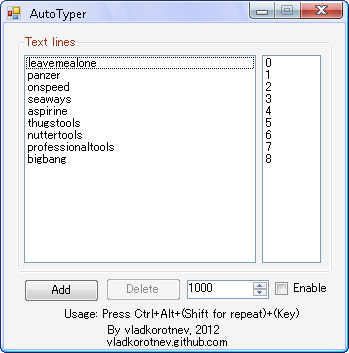 AutoTyper
Text lines
leavemealone 0
panzer 1
onspeed 2
seaways 3
aspirine 4
thugstools 5
nuttertools 6
professionaltools 7
bigbang 8
Add Delete 1000 Enable
Usage: Press Ctrl+Alt+(Shift for repeat)+(Key)
By vladkorotnev, 2012
vladkorotnev.github.com